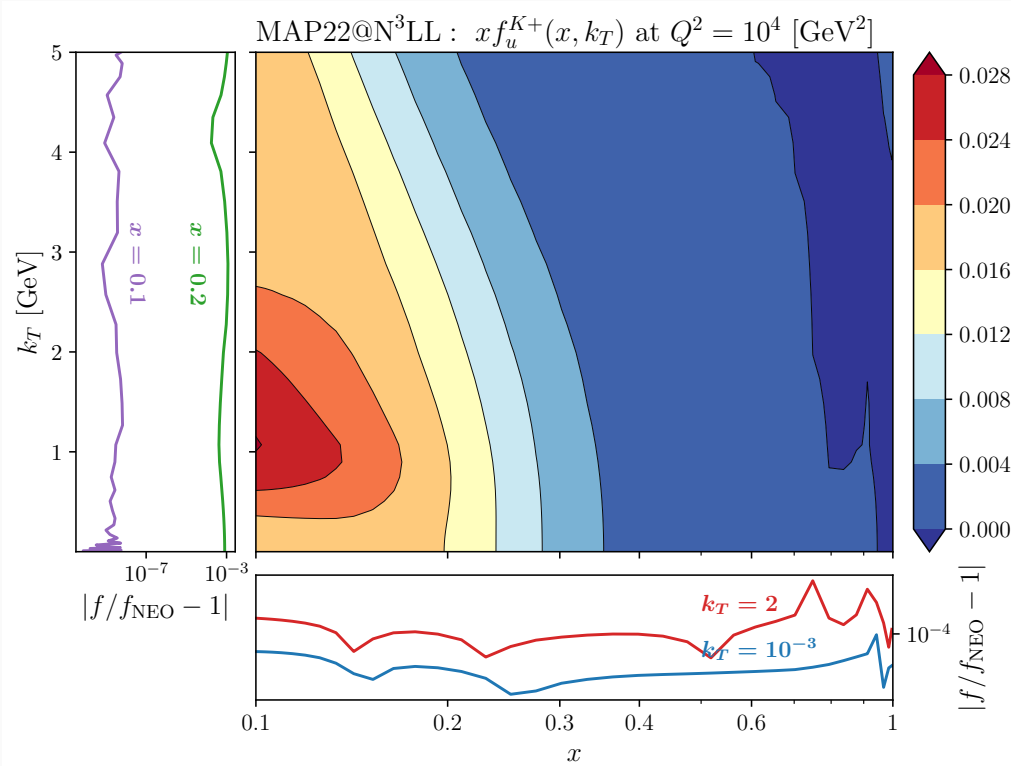 MAP22@N³LL : xf_u^{K+}(x, k_T) at Q² = 10⁴ [GeV²]
5
4
3
2
1
k_T [GeV]
x = 0.1
x = 0.2
10⁻⁷
10⁻³
|f/f_NEO − 1|
0.028
0.024
0.020
0.016
0.012
0.008
0.004
0.000
k_T = 2
k_T = 10⁻³
10⁻⁴
|f/f_NEO − 1|
0.1
0.2
0.3
0.4
0.6
1
x